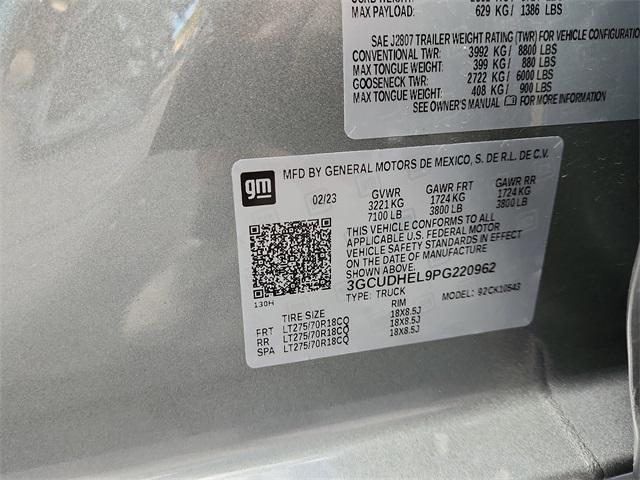 MAX PAYLOAD: 629 KG/ 1386 LBS
SAE J2807 TRAILER WEIGHT RATING (TWR) FOR VEHICLE CONFIGURATIO
CONVENTIONAL TWR: 3992 KG/ 8800 LBS
MAX TONGUE WEIGHT: 399 KG/ 880 LBS
GOOSENECK TWR: 2722 KG/ 6000 LBS
MAX TONGUE WEIGHT: 408 KG/ 900 LBS
SEE OWNER'S MANUAL FOR MORE INFORMATION
gm
MFD BY GENERAL MOTORS DE MEXICO, S. DE R.L. DE C.V.
02/23 GVWR GAWR FRT GAWR RR
3221 KG 1724 KG 1724 KG
7100 LB 3800 LB 3800 LB
THIS VEHICLE CONFORMS TO ALL
APPLICABLE U.S. FEDERAL MOTOR
VEHICLE SAFETY STANDARDS IN EFFECT
ON THE DATE OF MANUFACTURE
SHOWN ABOVE.
3GCUDHEL9PG220962
130H TYPE: TRUCK MODEL: 92CK10543
TIRE SIZE RIM
FRT LT275/70R18CQ 18X8.5J
RR LT275/70R18CQ 18X8.5J
SPA LT275/70R18CQ 18X8.5J